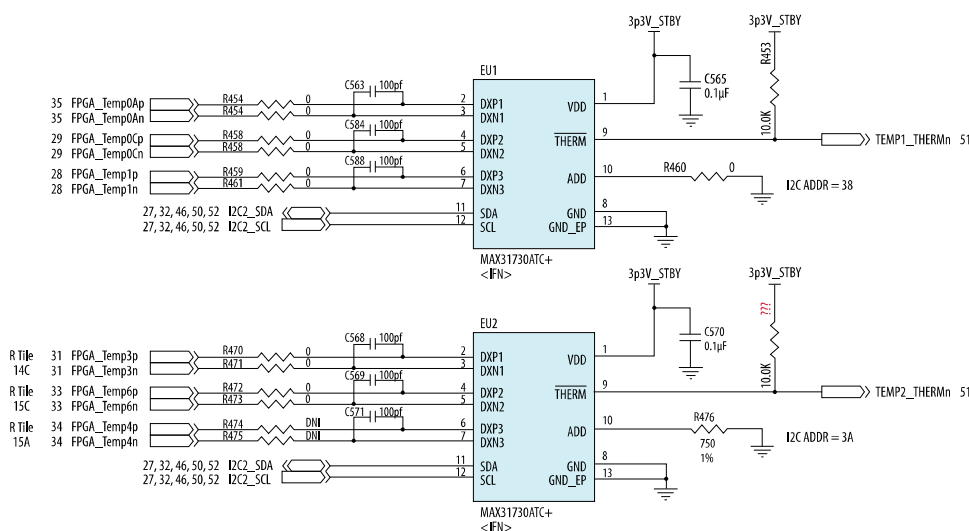 3p3V_STBY
3p3V_STBY
EU1
R453
C563 100pf
C565
0.1µF
35 FPGA_Temp0Ap R454 0 2 DXP1 VDD 1
35 FPGA_Temp0An R454 0 3 DXN1
10.0K
C584 100pf
29 FPGA_Temp0Cp R458 0 4 DXP2 THERM 9 TEMP1_THERMn 51
29 FPGA_Temp0Cn R458 0 5 DXN2
C588 100pf
28 FPGA_Temp1p R459 0 6 DXP3 ADD 10 R460 0
28 FPGA_Temp1n R461 0 7 DXN3
I2C ADDR = 38
27, 32, 46, 50, 52 I2C2_SDA 11 SDA GND 8
27, 32, 46, 50, 52 I2C2_SCL 12 SCL GND_EP 13
MAX31730ATC+
<IFN>
3p3V_STBY
3p3V_STBY
EU2
???
C568 100pf
C570
0.1µF
R Tile 31 FPGA_Temp3p R470 0 2 DXP1 VDD 1
14C 31 FPGA_Temp3n R471 0 3 DXN1
10.0K
C569 100pf
R Tile 33 FPGA_Temp6p R472 0 4 DXP2 THERM 9 TEMP2_THERMn 51
15C 33 FPGA_Temp6n R473 0 5 DXN2
C571 100pf
R Tile 34 FPGA_Temp4p R474 DNI 6 DXP3 ADD 10 R476
15A 34 FPGA_Temp4n R475 DNI 7 DXN3
750
1%
I2C ADDR = 3A
27, 32, 46, 50, 52 I2C2_SDA 11 SDA GND 8
27, 32, 46, 50, 52 I2C2_SCL 12 SCL GND_EP 13
MAX31730ATC+
<IFN>